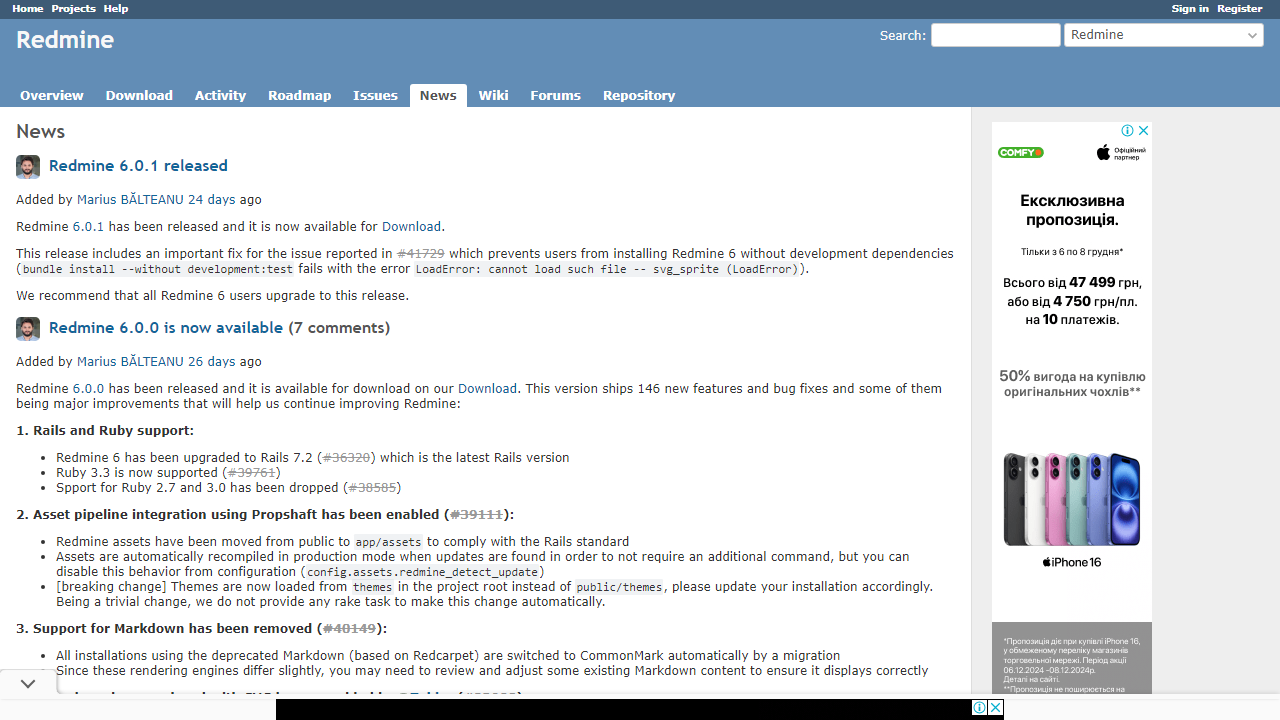 Home Projects Help
Sign in Register
Redmine
Search:
Redmine
Overview Download Activity Roadmap Issues News Wiki Forums Repository
News
Redmine 6.0.1 released
Added by Marius BĂLTEANU 24 days ago
Redmine 6.0.1 has been released and it is now available for Download.
This release includes an important fix for the issue reported in #41729 which prevents users from installing Redmine 6 without development dependencies
(bundle install --without development:test fails with the error LoadError: cannot load such file -- svg_sprite (LoadError)).
We recommend that all Redmine 6 users upgrade to this release.
Redmine 6.0.0 is now available (7 comments)
Added by Marius BĂLTEANU 26 days ago
Redmine 6.0.0 has been released and it is available for download on our Download. This version ships 146 new features and bug fixes and some of them
being major improvements that will help us continue improving Redmine:
1. Rails and Ruby support:
Redmine 6 has been upgraded to Rails 7.2 (#36320) which is the latest Rails version
Ruby 3.3 is now supported (#39761)
Spport for Ruby 2.7 and 3.0 has been dropped (#38585)
2. Asset pipeline integration using Propshaft has been enabled (#39111):
Redmine assets have been moved from public to app/assets to comply with the Rails standard
Assets are automatically recompiled in production mode when updates are found in order to not require an additional command, but you can
disable this behavior from configuration (config.assets.redmine_detect_update)
[breaking change] Themes are now loaded from themes in the project root instead of public/themes, please update your installation accordingly.
Being a trivial change, we do not provide any rake task to make this change automatically.
3. Support for Markdown has been removed (#40149):
All installations using the deprecated Markdown (based on Redcarpet) are switched to CommonMark automatically by a migration
Since these rendering engines differ slightly, you may need to review and adjust some existing Markdown content to ensure it displays correctly
COMFY
Офіційний
партнер
Ексклюзивна
пропозиція.
Тільки з 6 по 8 грудня*
Всього від 47 499 грн,
або від 4 750 грн/пл.
на 10 платежів.
50% вигода на купівлю
оригінальних чохлів**
iPhone 16
*Пропозиція діє при купівлі iPhone 16,
у обмеженому переліку магазинів
торговельної мережі. Період акції
06.12.2024 -08.12.2024р.
Деталі на сайті.
**Пропозиція не поширюється на